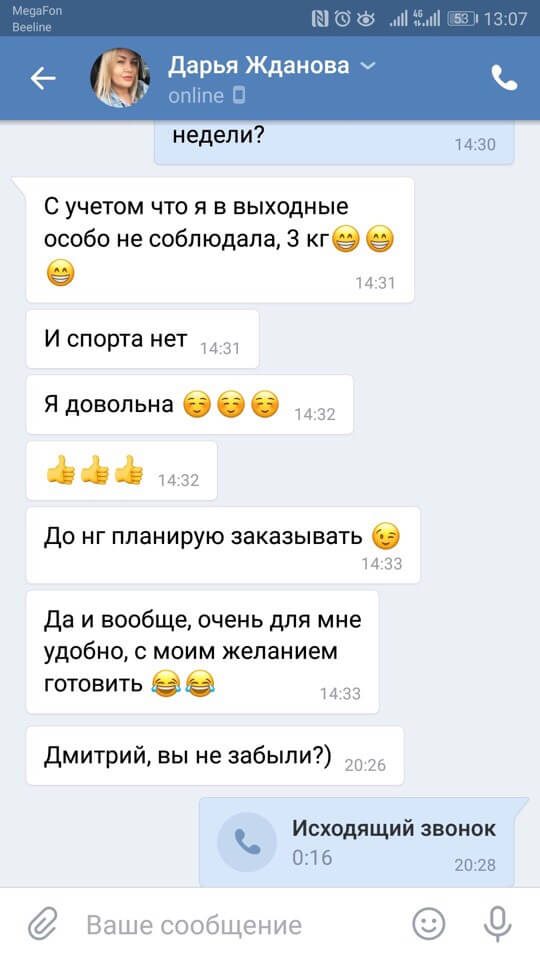 MegaFon
Beeline
4G
53
13:07
Дарья Жданова
online
недели?
14:30
С учетом что я в выходные
особо не соблюдала, 3 кг😁😁
😁
14:31
И спорта нет
14:31
Я довольна ☺️☺️☺️
14:32
👍👍👍
14:32
До нг планирую заказывать 😉
14:33
Да и вообще, очень для мне
удобно, с моим желанием
готовить 😂😂
14:33
Дмитрий, вы не забыли?)
20:26
Исходящий звонок
0:16
20:28
Ваше сообщение